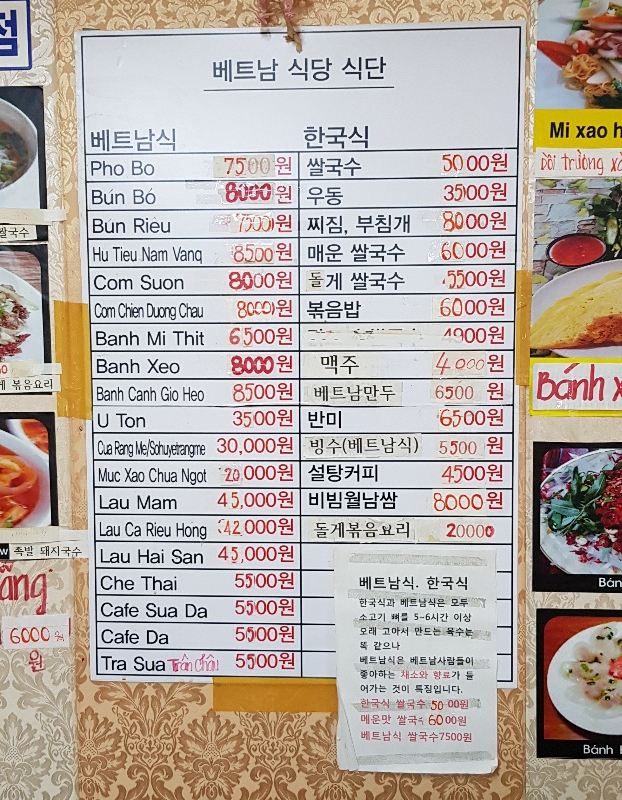 점
베트남 식당 식단
베트남식 한국식
Pho Bo 7500원 쌀국수 5000원
Bún Bó 8000원 우동 3500원
Bún Riêu 7500원 찌짐, 부침개 8000원
Hu Tieu Nam Vanq 8500원 매운 쌀국수 6000원
Com Suon 8000원 돌게 쌀국수 5500원
Com Chien Duong Chau 8000원 볶음밥 6000원
Banh Mi Thit 6500원 4900원
Banh Xeo 8000원 맥주 4000원
Banh Canh Gio Heo 8500원 베트남만두 6500 원
U Ton 3500원 반미 6500원
Cua Rang Me/Sohuyetrangme 30,000원 빙수(베트남식) 5500 원
Muc Xao Chua Ngot 20,000원 설탕커피 4500원
Lau Mam 45,000원 비빔월남쌈 8000원
Lau Ca Rieu Hong 42,000원 돌게볶음요리 20000
Lau Hai San 45,000원
Che Thai 5500원
Cafe Sua Da 5500원
Cafe Da 5500원
Tra Sua Trân châu 5500원
베트남식. 한국식
한국식과 베트남식은 모두
소고기 뼈를 5~6시간 이상
오래 고아서 만드는 육수는
똑 같으나
베트남식은 베트남사람들이
좋아하는 채소와 향료가 들
어가는 것이 특징입니다.
한국식 쌀국수 5000원
메운맛 쌀국수 6000원
베트남식 쌀국수7500원
쌀국수
게 볶음요리
족발 돼지국수
6000원
원
Mi xao h
Bánh x
Bán
Bánh